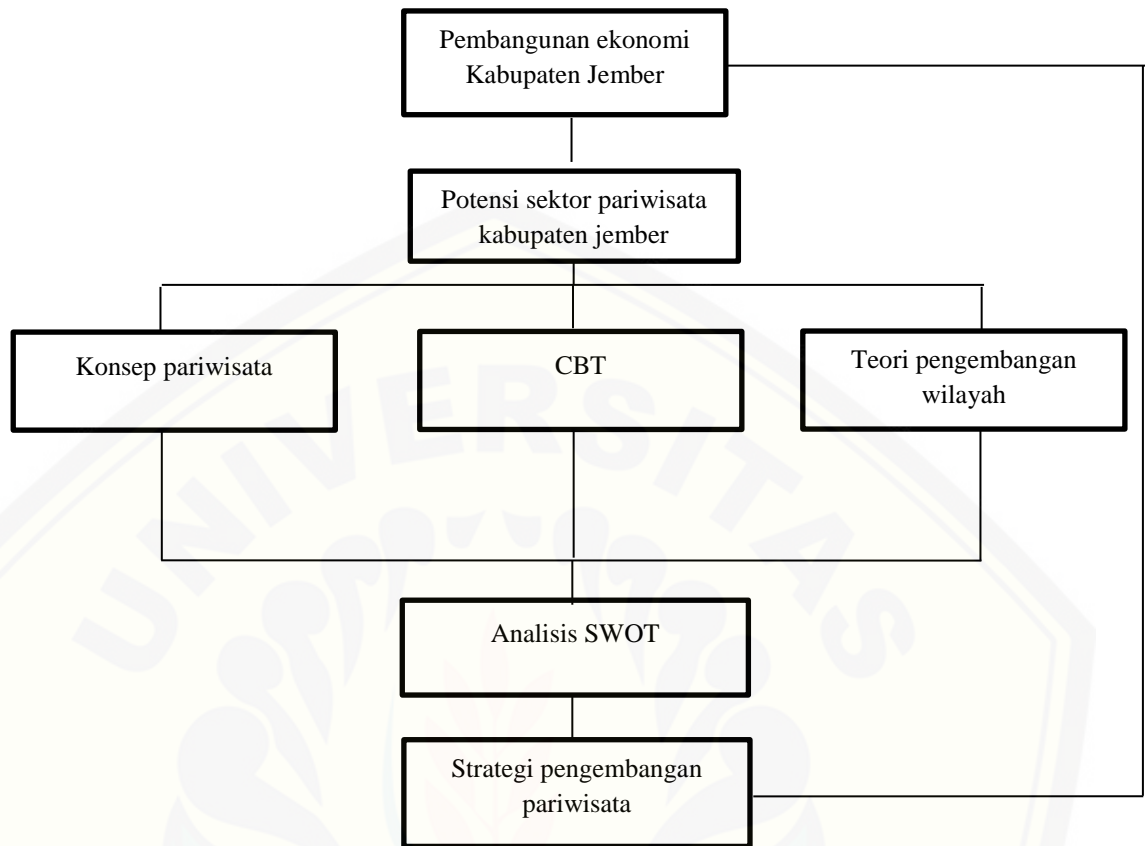 Pembangunan ekonomi
Kabupaten Jember
Potensi sektor pariwisata
kabupaten jember
Konsep pariwisata
CBT
Teori pengembangan
wilayah
UNIVERSITAS
Analisis SWOT
Strategi pengembangan
pariwisata